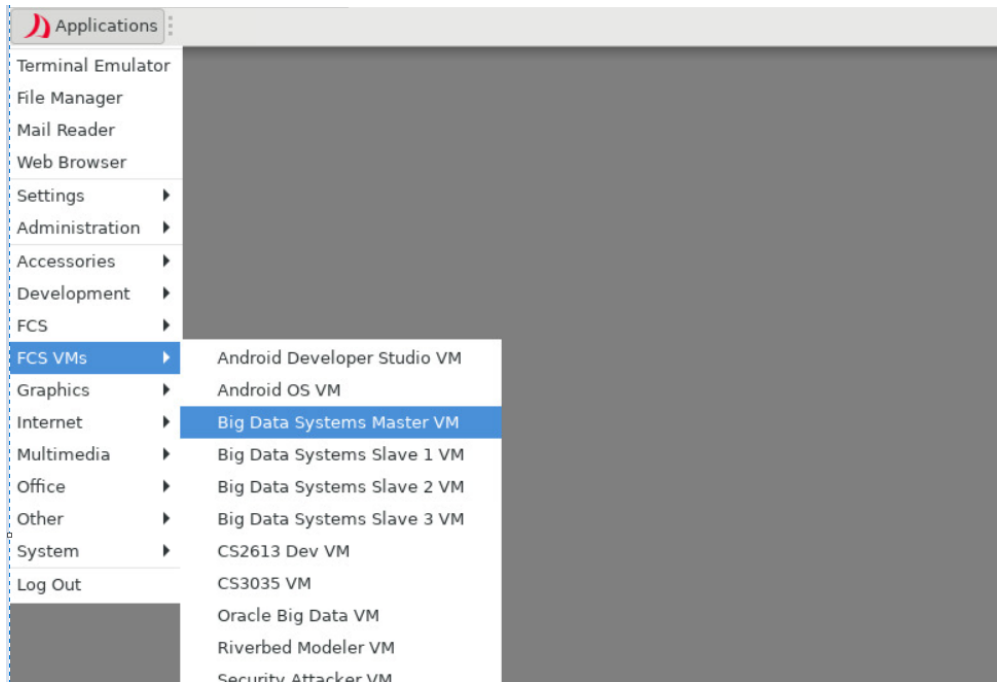 Applications
Terminal Emulator
File Manager
Mail Reader
Web Browser
Settings
Administration
Accessories
Development
FCS
FCS VMs
Graphics
Internet
Multimedia
Office
Other
System
Log Out
Android Developer Studio VM
Android OS VM
Big Data Systems Master VM
Big Data Systems Slave 1 VM
Big Data Systems Slave 2 VM
Big Data Systems Slave 3 VM
CS2613 Dev VM
CS3035 VM
Oracle Big Data VM
Riverbed Modeler VM
Security Attacker VM